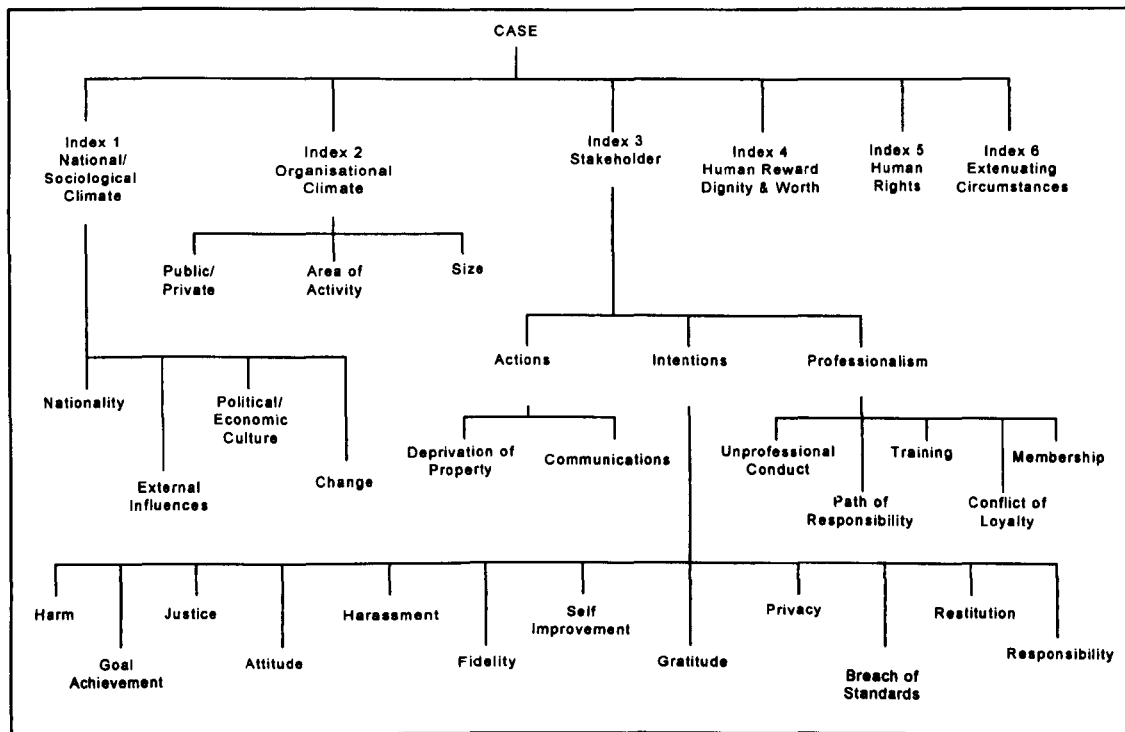 CASE
Index 1
National/
Sociological
Climate
Index 2
Organisational
Climate
Index 3
Stakeholder
Index 4
Human Reward
Dignity & Worth
Index 5
Human
Rights
Index 6
Extenuating
Circumstances
Public/
Private
Area of
Activity
Size
Actions
Intentions
Professionalism
Nationality
External
Influences
Political/
Economic
Culture
Change
Deprivation of
Property
Communications
Unprofessional
Conduct
Path of
Responsibility
Training
Conflict of
Loyalty
Membership
Harm
Goal
Achievement
Justice
Attitude
Harassment
Fidelity
Self
Improvement
Gratitude
Privacy
Breach of
Standards
Restitution
Responsibility